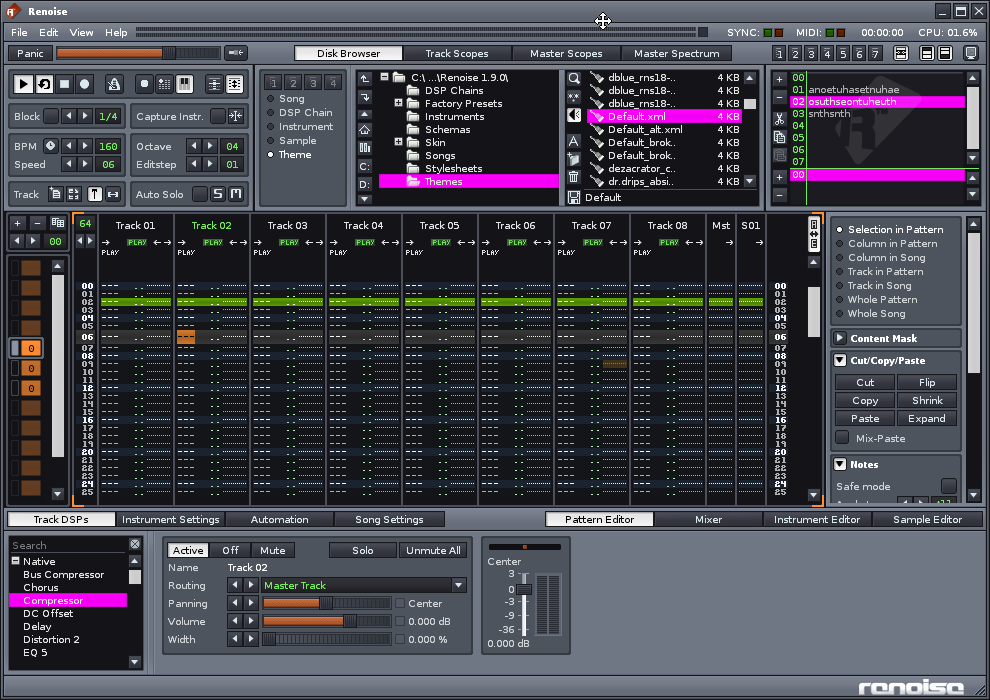 Renoise
File Edit View Help SYNC: MIDI: 00:00:00 CPU: 01.6%
Panic Disk Browser Track Scopes Master Scopes Master Spectrum 1 2 3 4 5 6 7
Block 1/4 Capture Instr.
BPM 160 Octave 04
Speed 06 Editstep 01
Track Auto Solo S M
1 2 3 4
Song
DSP Chain
Instrument
Sample
Theme
C:
D:
C:\ ...\Renoise 1.9.0\
DSP Chains
Factory Presets
Instruments
Schemas
Skin
Songs
Stylesheets
Themes
dblue_rns18-.. 4 KB
dblue_rns18-.. 4 KB
dblue_rns18-.. 4 KB
Default.xml 4 KB
Default_alt.xml 4 KB
Default_brok.. 4 KB
Default_brok.. 4 KB
dezacrator_c.. 4 KB
dr.drips_absi.. 4 KB
Default
00
01 anoetuhasetnuhae
02 osuthseontuheuth
03 snthsnth
04
05
06
07
00
00
64 Track 01 Track 02 Track 03 Track 04 Track 05 Track 06 Track 07 Track 08 Mst S01
PLAY PLAY PLAY PLAY PLAY PLAY PLAY PLAY
PLAY PLAY PLAY PLAY PLAY PLAY PLAY PLAY
00 00
01 01
02 02
03 03
04 04
05 05
06 06
07 07
08 08
09 09
10 10
11 11
12 12
13 13
14 14
15 15
16 16
17 17
18 18
19 19
20 20
21 21
22 22
23 23
24 24
25 25
0
0
0
Selection in Pattern
Column in Pattern
Column in Song
Track in Pattern
Track in Song
Whole Pattern
Whole Song
Content Mask
Cut/Copy/Paste
Cut Flip
Copy Shrink
Paste Expand
Mix-Paste
Notes
Safe mode
Track DSPs Instrument Settings Automation Song Settings Pattern Editor Mixer Instrument Editor Sample Editor
Search
Native
Bus Compressor
Chorus
Compressor
DC Offset
Delay
Distortion 2
EQ 5
Active Off Mute Solo Unmute All
Name Track 02
Routing Master Track
Panning Center
Volume 0.000 dB
Width 0.000 %
Center
3
0
-3
-9
-36
0.000 dB
renoise